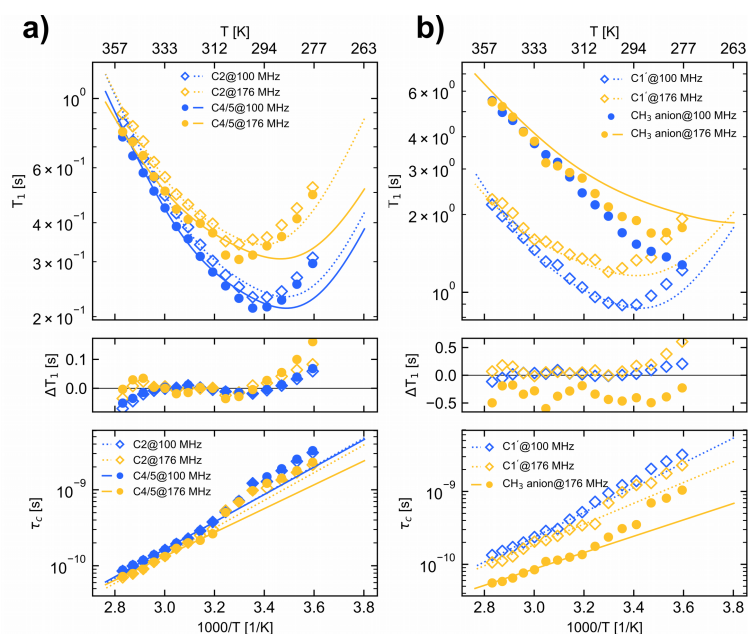 a)
T [K]
357 333 312 294 277 263
C2@100 MHz
C2@176 MHz
C4/5@100 MHz
C4/5@176 MHz
10⁰
6 × 10⁻¹
4 × 10⁻¹
3 × 10⁻¹
2 × 10⁻¹
T₁ [s]
0.1
0.0
ΔT₁ [s]
C2@100 MHz
C2@176 MHz
C4/5@100 MHz
C4/5@176 MHz
10⁻⁹
10⁻¹⁰
τc [s]
2.8 3.0 3.2 3.4 3.6 3.8
1000/T [1/K]
b)
T [K]
357 333 312 294 277 263
C1´@100 MHz
C1´@176 MHz
CH₃ anion@100 MHz
CH₃ anion@176 MHz
6 × 10⁰
5 × 10⁰
4 × 10⁰
3 × 10⁰
2 × 10⁰
10⁰
T₁ [s]
0.5
0.0
−0.5
ΔT₁ [s]
C1´@100 MHz
C1´@176 MHz
CH₃ anion@176 MHz
10⁻⁹
10⁻¹⁰
τc [s]
2.8 3.0 3.2 3.4 3.6 3.8
1000/T [1/K]